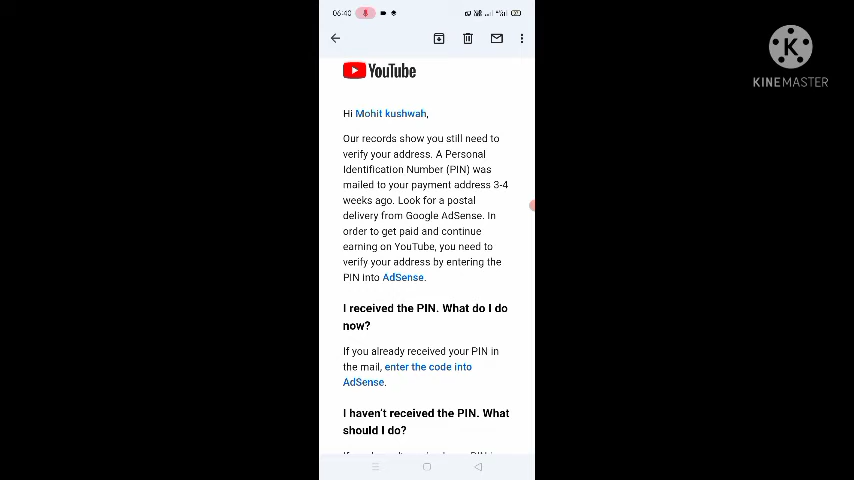 06:40
YouTube
Hi Mohit kushwah,
Our records show you still need to
verify your address. A Personal
Identification Number (PIN) was
mailed to your payment address 3-4
weeks ago. Look for a postal
delivery from Google AdSense. In
order to get paid and continue
earning on YouTube, you need to
verify your address by entering the
PIN into AdSense.
I received the PIN. What do I do
now?
If you already received your PIN in
the mail, enter the code into
AdSense.
I haven't received the PIN. What
should I do?
K
KINEMASTER